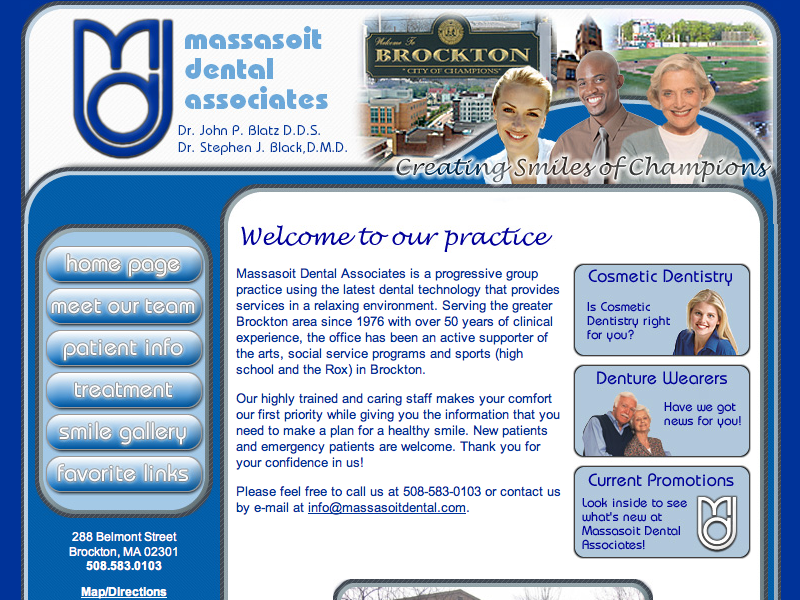 massasoit
dental
associates
Dr. John P. Blatz D.D.S.
Dr. Stephen J. Black,D.M.D.
Welcome To
BROCKTON
"CITY OF CHAMPIONS"
Creating Smiles of Champions
home page
meet our team
patient info
treatment
smile gallery
favorite links
288 Belmont Street
Brockton, MA 02301
508.583.0103
Map/Directions
Welcome to our practice
Massasoit Dental Associates is a progressive group
practice using the latest dental technology that provides
services in a relaxing environment. Serving the greater
Brockton area since 1976 with over 50 years of clinical
experience, the office has been an active supporter of
the arts, social service programs and sports (high
school and the Rox) in Brockton.
Our highly trained and caring staff makes your comfort
our first priority while giving you the information that you
need to make a plan for a healthy smile. New patients
and emergency patients are welcome. Thank you for
your confidence in us!
Please feel free to call us at 508-583-0103 or contact us
by e-mail at info@massasoitdental.com.
Cosmetic Dentistry
Is Cosmetic
Dentistry right
for you?
Denture Wearers
Have we got
news for you!
Current Promotions
Look inside to see
what's new at
Massasoit Dental
Associates!